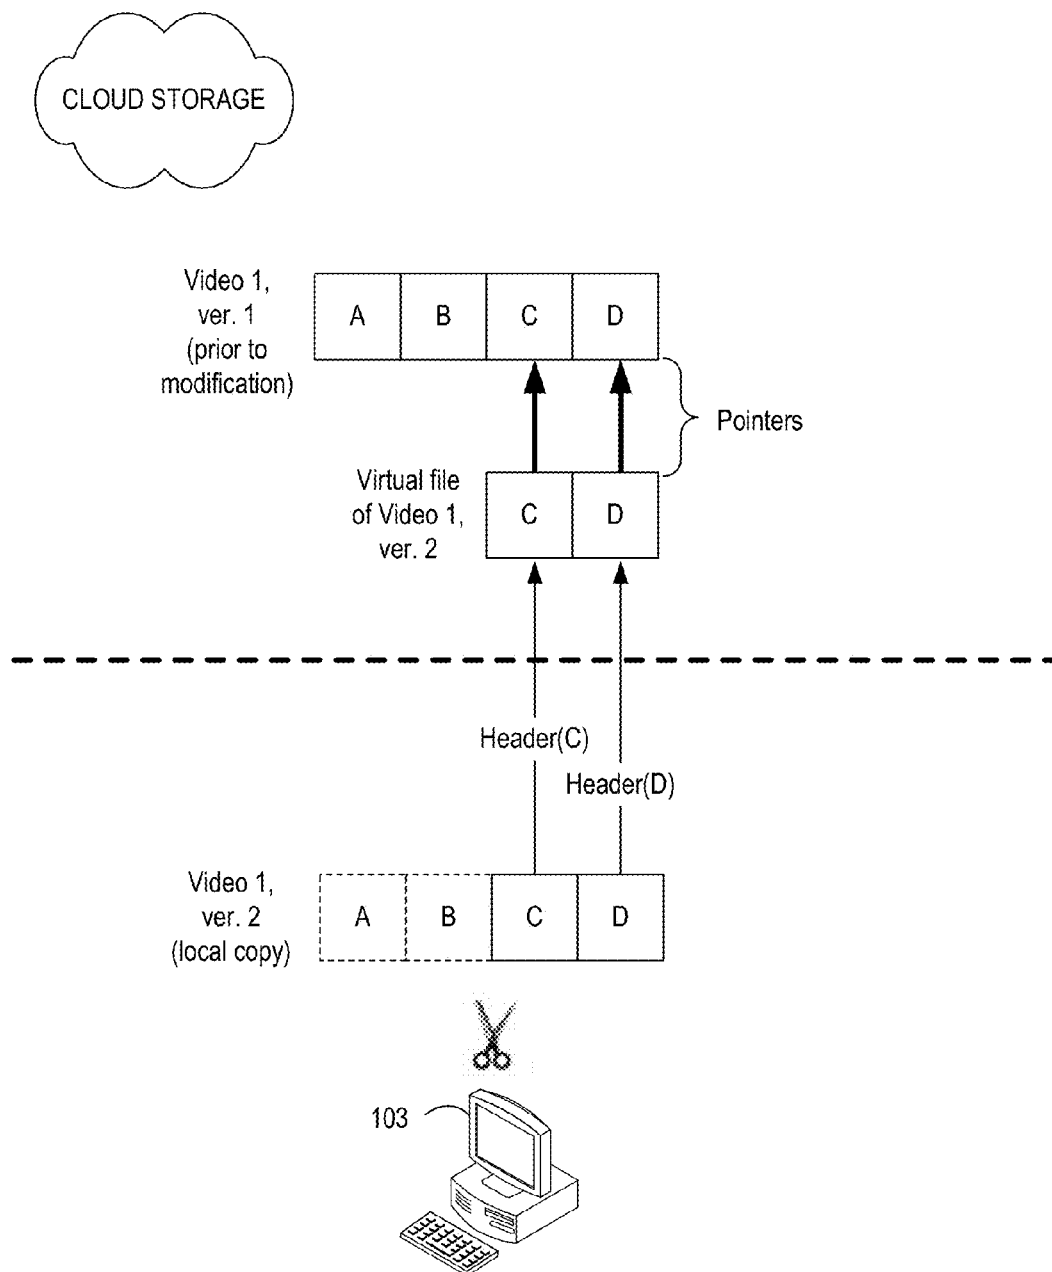 CLOUD STORAGE
Video 1,
ver. 1
(prior to
modification)
A B C D
Pointers
Virtual file
of Video 1,
ver. 2
C D
Header(C)
Header(D)
Video 1,
ver. 2
(local copy)
A B C D
103